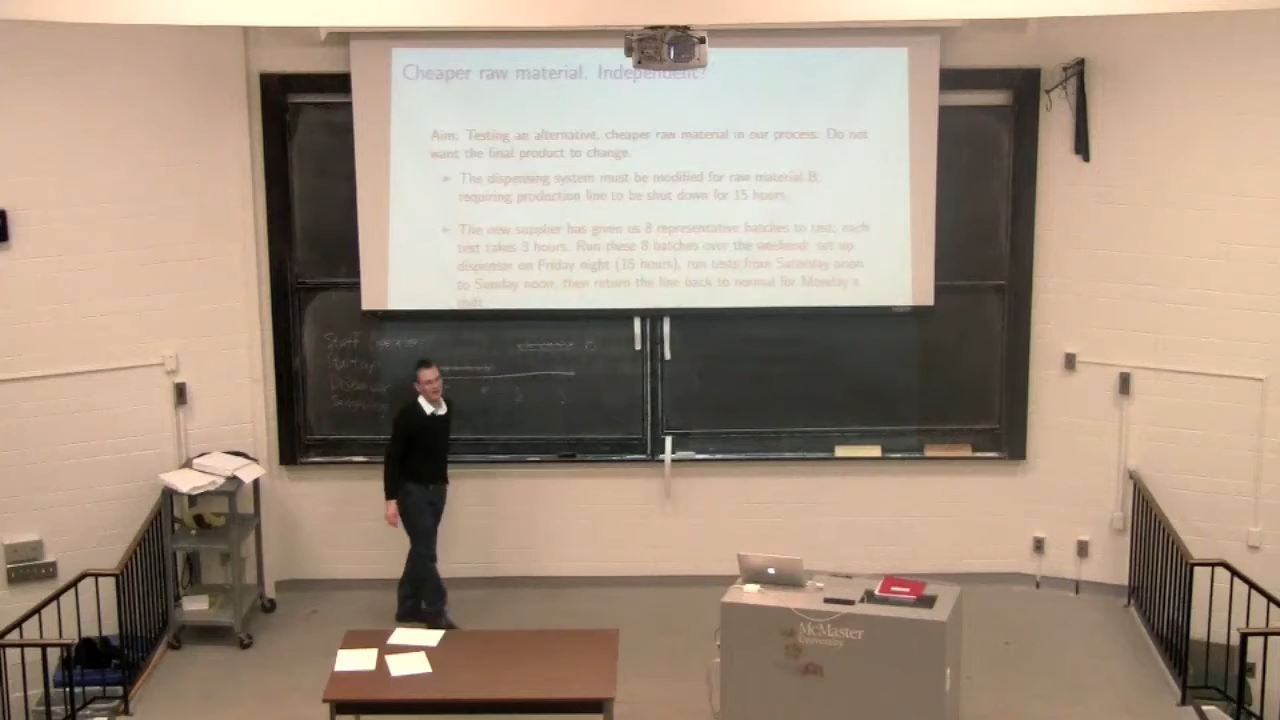 Cheaper raw material. Independent?
Aim: Testing an alternative, cheaper raw material in our process. Do not
want the final product to change.
The dispensing system must be modified for raw material B,
requiring production line to be shut down for 15 hours.
The new supplier has given us 8 representative batches to test; each
test takes 3 hours. Run these 8 batches over the weekend: set up
dispenser on Friday night (15 hours), run tests from Saturday noon
to Sunday noon, then return the line back to normal for Monday's
shift.
Staff
Startup
McMaster
University